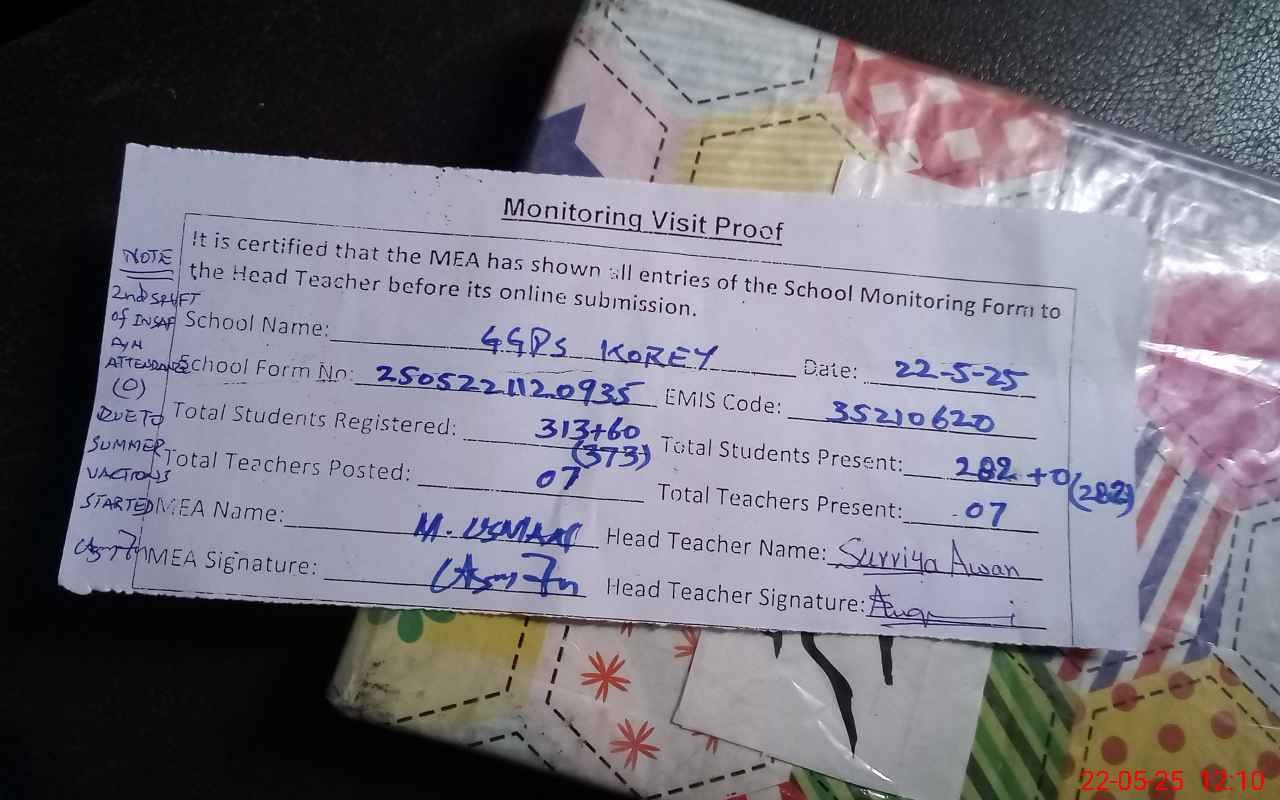 Monitoring Visit Proof
It is certified that the MEA has shown all entries of the School Monitoring Form to
the Head Teacher before its online submission.
School Name: GGPS KOREY Date: 22-5-25
School Form No: 2505221120935 EMIS Code: 35210620
Total Students Registered: 313+60 (373) Total Students Present: 282+0 (282)
Total Teachers Posted: 07 Total Teachers Present: 07
MEA Name: M. USMAN Head Teacher Name: Surriya Awan
MEA Signature: Head Teacher Signature:
NOTE
2nd SHIFT
of INSAF
A/N
ATTENDANCE
(0)
DUE TO
SUMMER
VACTIONS
STARTED
22-05-25 12:10